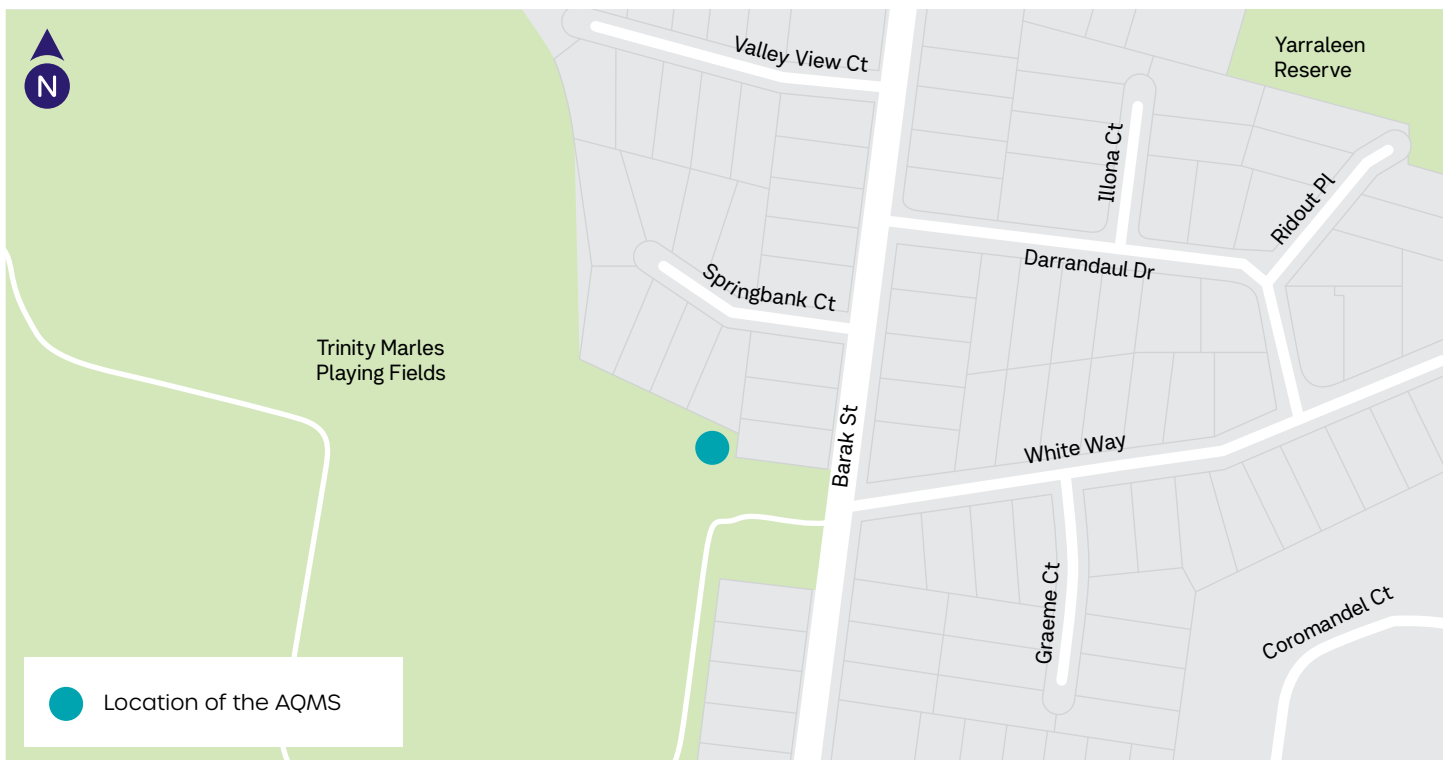 N
Valley View Ct
Yarraleen
Reserve
Illona Ct
Ridout Pl
Darrandaul Dr
Springbank Ct
Trinity Marles
Playing Fields
Barak St
White Way
Graeme Ct
Coromandel Ct
Location of the AQMS